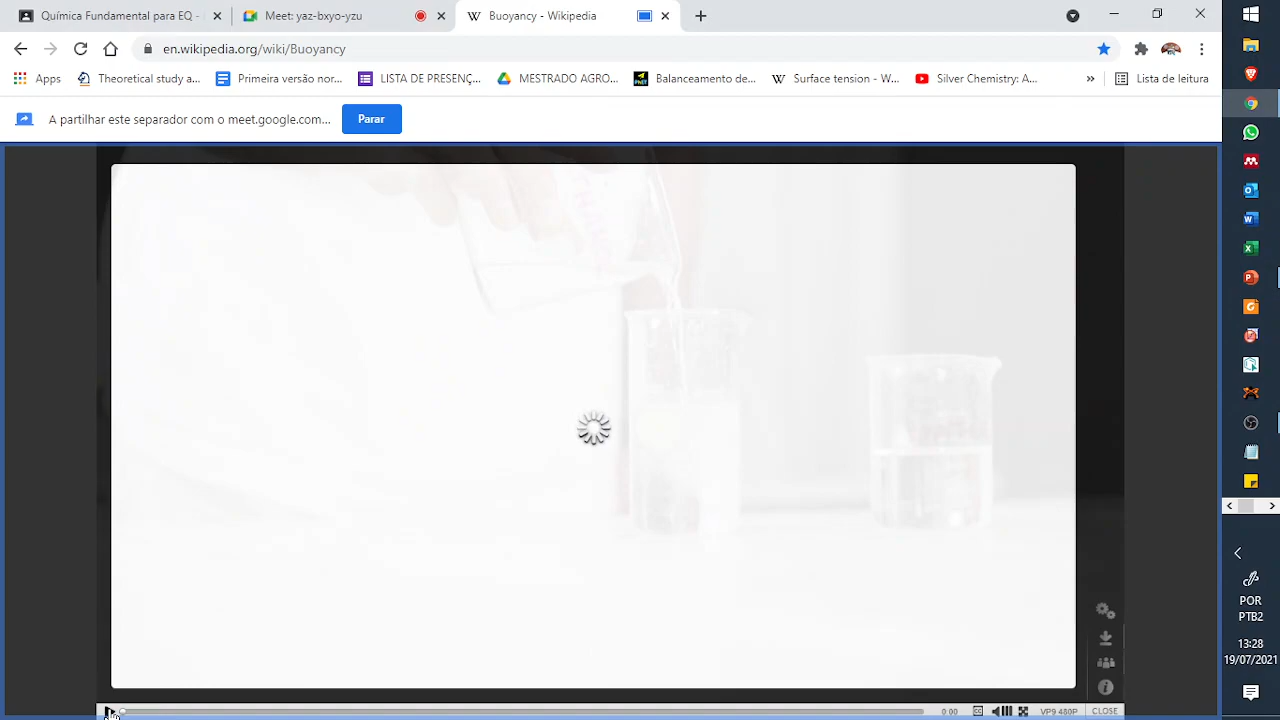 Química Fundamental para EQ -
Meet: yaz-bxyo-yzu
Buoyancy - Wikipedia
en.wikipedia.org/wiki/Buoyancy
Apps
Theoretical study a...
Primeira versão nor...
LISTA DE PRESENÇ...
MESTRADO AGRO...
Balanceamento de...
Surface tension - W...
Silver Chemistry: A...
»
Lista de leitura
A partilhar este separador com o meet.google.com...
Parar
0:00
CC
VP9 480P
CLOSE
POR
PTB2
13:28
19/07/2021